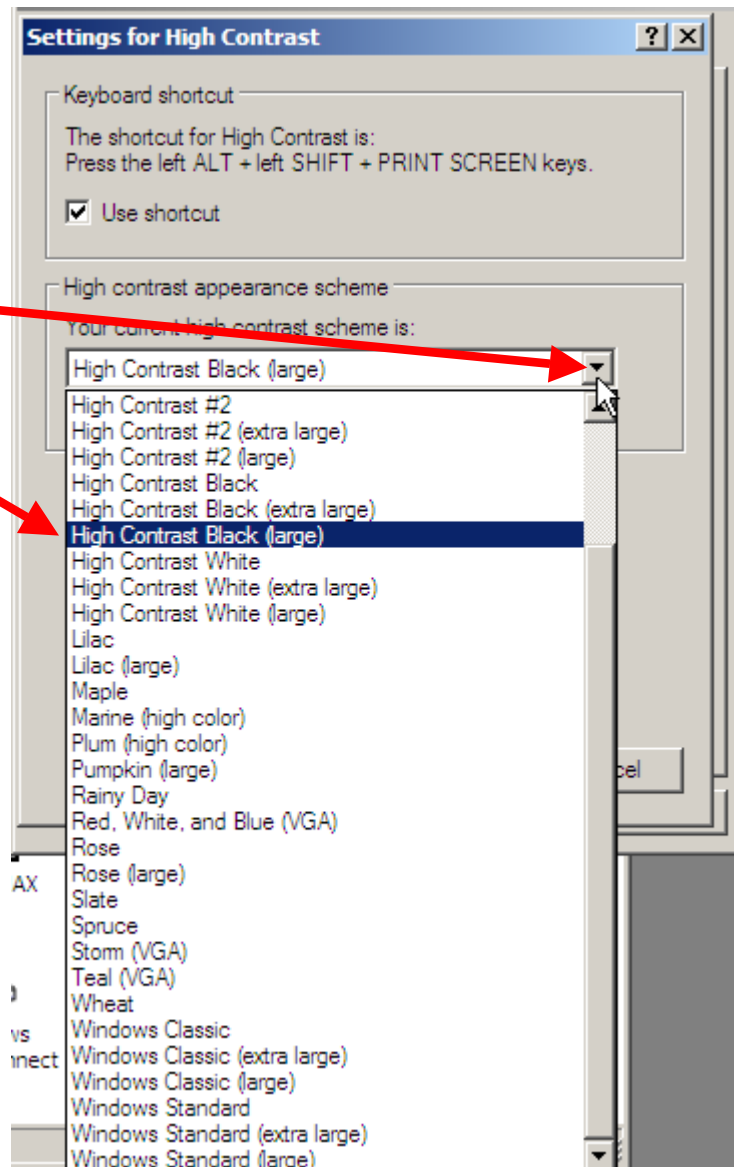 Settings for High Contrast
Keyboard shortcut
The shortcut for High Contrast is:
Press the left ALT + left SHIFT + PRINT SCREEN keys.
Use shortcut
High contrast appearance scheme
Your current high contrast scheme is:
High Contrast Black (large)
High Contrast #2
High Contrast #2 (extra large)
High Contrast #2 (large)
High Contrast Black
High Contrast Black (extra large)
High Contrast Black (large)
High Contrast White
High Contrast White (extra large)
High Contrast White (large)
Lilac
Lilac (large)
Maple
Marine (high color)
Plum (high color)
Pumpkin (large)
cel
Rainy Day
Red, White, and Blue (VGA)
Rose
Rose (large)
AX
Slate
Spruce
Storm (VGA)
Teal (VGA)
Wheat
Windows Classic
ws
Windows Classic (extra large)
nnect
Windows Classic (large)
Windows Standard
Windows Standard (extra large)
Windows Standard (large)